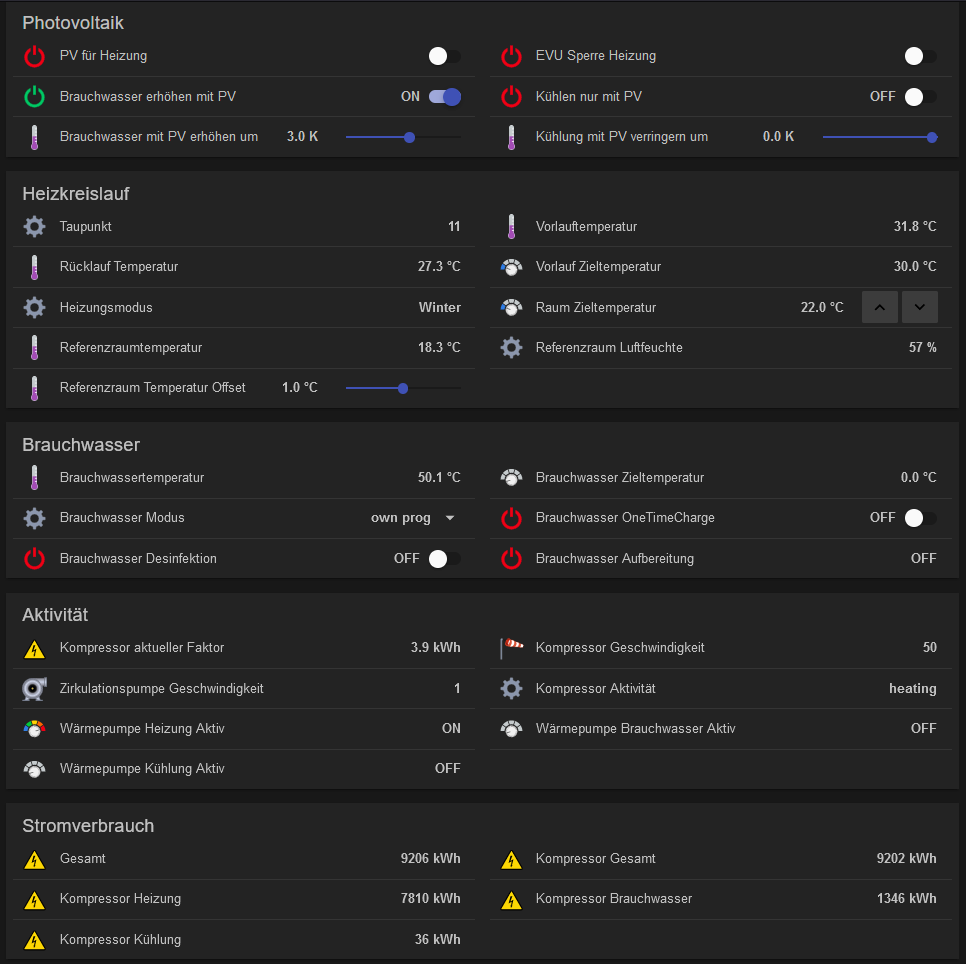 Photovoltaik
PV für Heizung
EVU Sperre Heizung
Brauchwasser erhöhen mit PV ON
Kühlen nur mit PV OFF
Brauchwasser mit PV erhöhen um 3.0 K
Kühlung mit PV verringern um 0.0 K
Heizkreislauf
Taupunkt 11
Vorlauftemperatur 31.8 °C
Rücklauf Temperatur 27.3 °C
Vorlauf Zieltemperatur 30.0 °C
Heizungsmodus Winter
Raum Zieltemperatur 22.0 °C
Referenzraumtemperatur 18.3 °C
Referenzraum Luftfeuchte 57 %
Referenzraum Temperatur Offset 1.0 °C
Brauchwasser
Brauchwassertemperatur 50.1 °C
Brauchwasser Zieltemperatur 0.0 °C
Brauchwasser Modus own prog
Brauchwasser OneTimeCharge OFF
Brauchwasser Desinfektion OFF
Brauchwasser Aufbereitung OFF
Aktivität
Kompressor aktueller Faktor 3.9 kWh
Kompressor Geschwindigkeit 50
Zirkulationspumpe Geschwindigkeit 1
Kompressor Aktivität heating
Wärmepumpe Heizung Aktiv ON
Wärmepumpe Brauchwasser Aktiv OFF
Wärmepumpe Kühlung Aktiv OFF
Stromverbrauch
Gesamt 9206 kWh
Kompressor Gesamt 9202 kWh
Kompressor Heizung 7810 kWh
Kompressor Brauchwasser 1346 kWh
Kompressor Kühlung 36 kWh